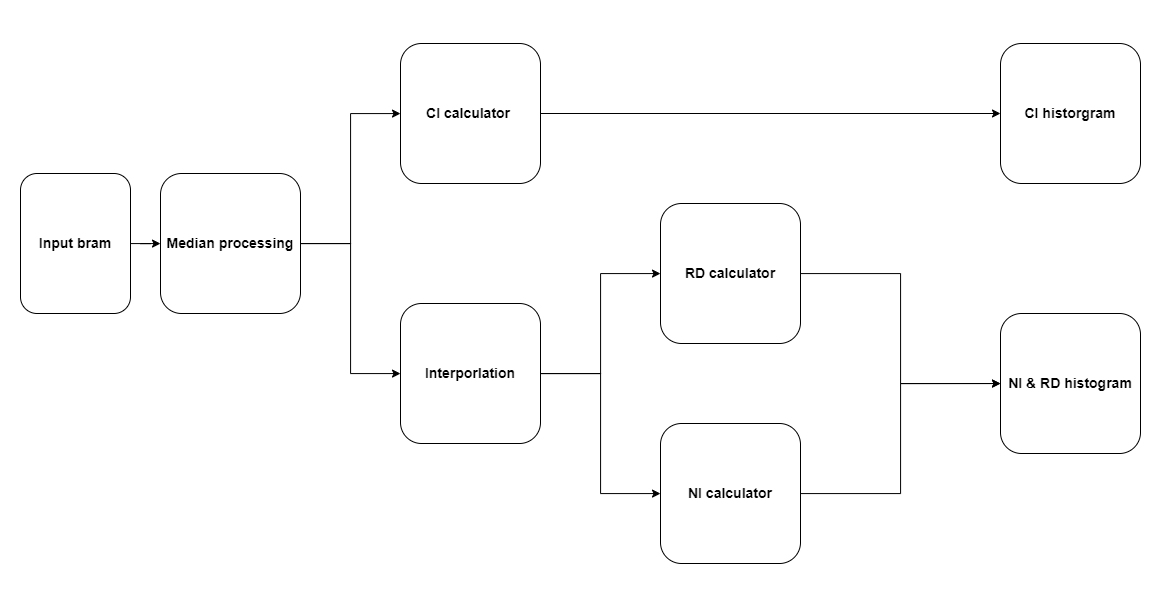 Input bram
Median processing
CI calculator
CI historgram
Interporlation
RD calculator
NI calculator
NI & RD histogram